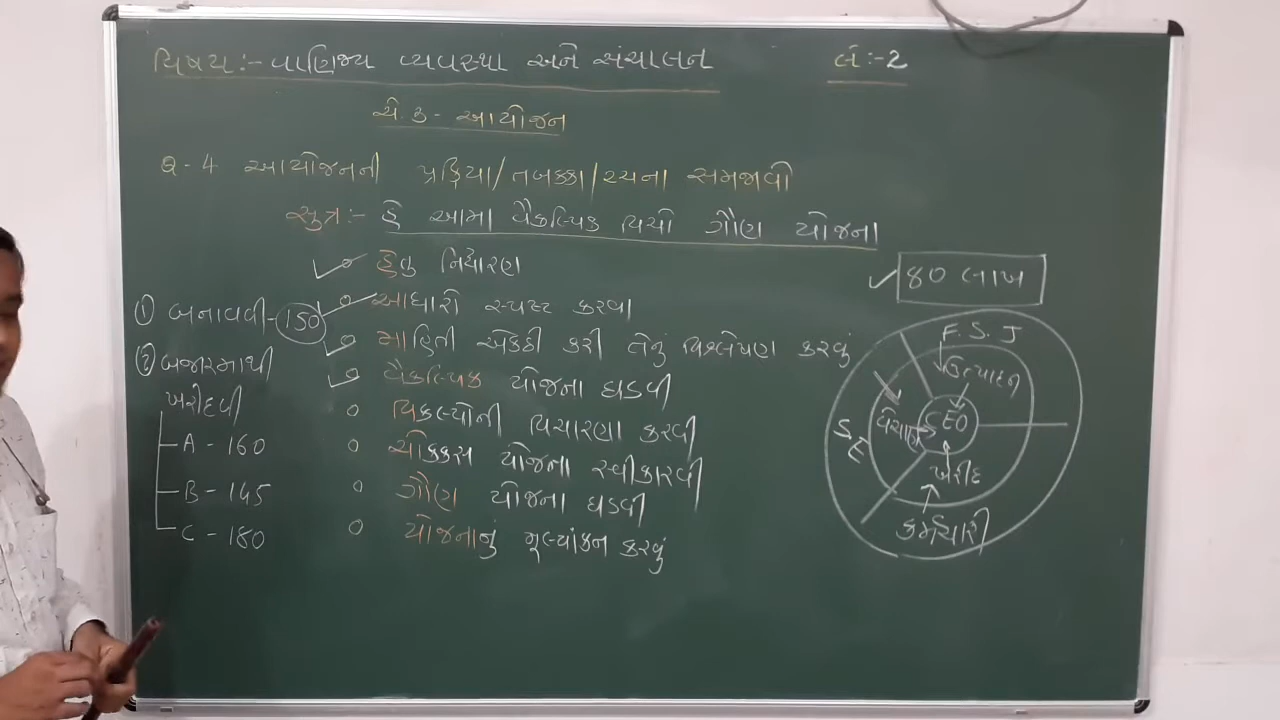 વિષય:- વાણિજ્ય વ્યવસ્થા અને સંચાલન
લે:-2
ચે.૩- આયોજન
Q-4 આયોજનની પ્રક્રિયા/તબક્કા/રચના સમજાવો
સુત્ર:- હે આમા વૈકલ્પિક વિચો ગૌણ યોજના
હેતુ નિર્ધારણ
આધારો સ્પષ્ટ કરવા
માહિતી એકઠી કરી તેનું વિશ્લેષણ કરવું
વૈકલ્પિક યોજના ઘડવી
વિકલ્પોની વિચારણા કરવી
ચોક્કસ યોજના સ્વીકારવી
ગૌણ યોજના ઘડવી
યોજનાનું મૂલ્યાંકન કરવું
① બનાવવી-150
② બજારમાથી
ખરીદવી
A - 160
B - 145
C - 180
80 લાખ
F. S. J
ઉત્પાદન
CEO
વેચાણ
S E
ખરીદ
કર્મચારી